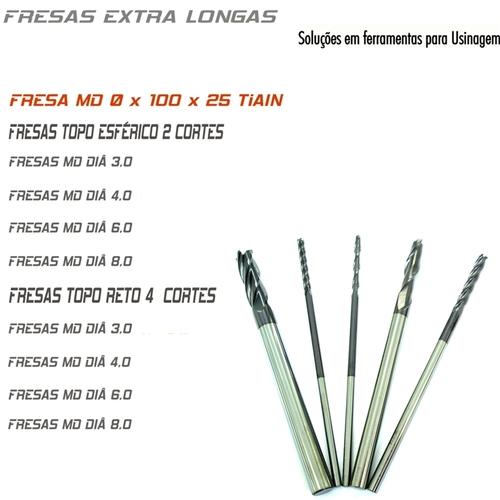 FRESAS EXTRA LONGAS
Soluções em ferramentas para Usinagem
FRESA MD Ø x 100 x 25 TiAlN
FRESAS TOPO ESFÉRICO 2 CORTES
FRESAS MD DIÂ 3.0
FRESAS MD DIÂ 4.0
FRESAS MD DIÂ 6.0
FRESAS MD DIÂ 8.0
FRESAS TOPO RETO 4 CORTES
FRESAS MD DIÂ 3.0
FRESAS MD DIÂ 4.0
FRESAS MD DIÂ 6.0
FRESAS MD DIÂ 8.0